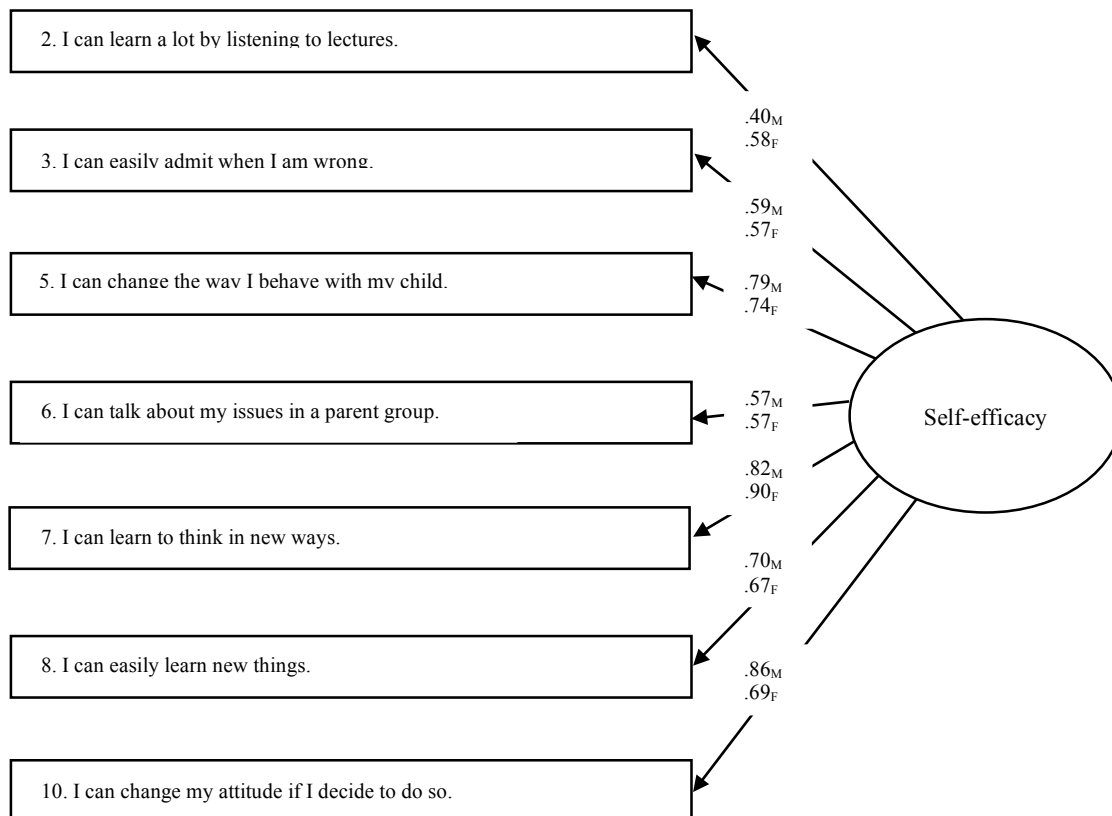 2. I can learn a lot by listening to lectures.
.40M
.58F
3. I can easily admit when I am wrong.
.59M
.57F
5. I can change the way I behave with my child.
.79M
.74F
6. I can talk about my issues in a parent group.
.57M
.57F
Self-efficacy
.82M
.90F
7. I can learn to think in new ways.
.70M
.67F
8. I can easily learn new things.
.86M
.69F
10. I can change my attitude if I decide to do so.